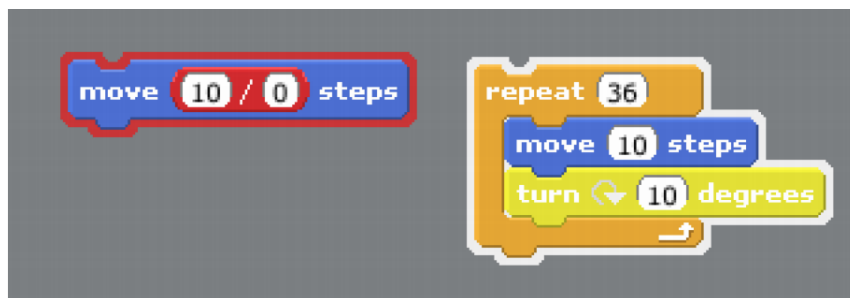 move 10 / 0 steps
repeat 36
move 10 steps
turn 10 degrees